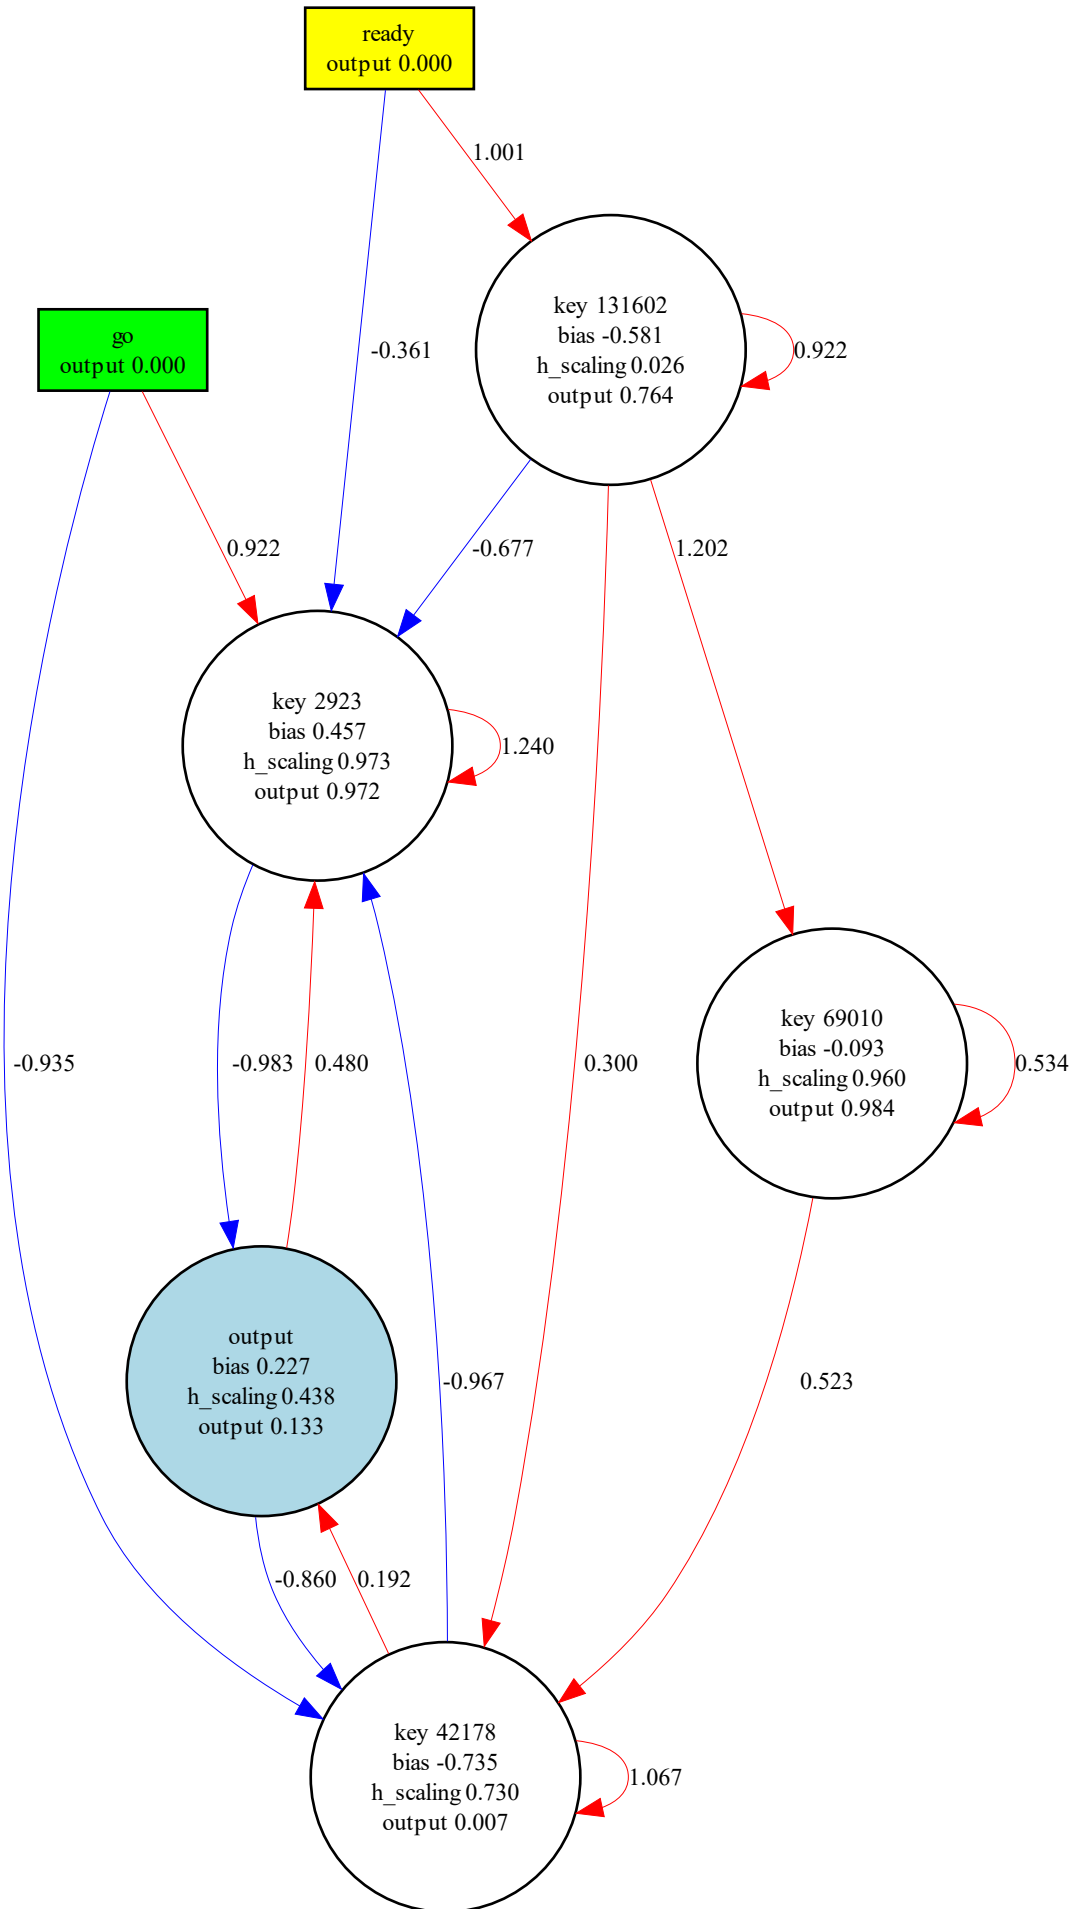 ready
output 0.000
1.001
key 131602
bias -0.581
h_scaling 0.026
output 0.764
0.922
go
output 0.000
-0.361
0.922
-0.677
1.202
key 2923
bias 0.457
h_scaling 0.973
output 0.972
1.240
key 69010
bias -0.093
h_scaling 0.960
output 0.984
0.534
-0.935
-0.983
0.480
0.300
output
bias 0.227
h_scaling 0.438
output 0.133
-0.967
0.523
-0.860
0.192
key 42178
bias -0.735
h_scaling 0.730
output 0.007
1.067